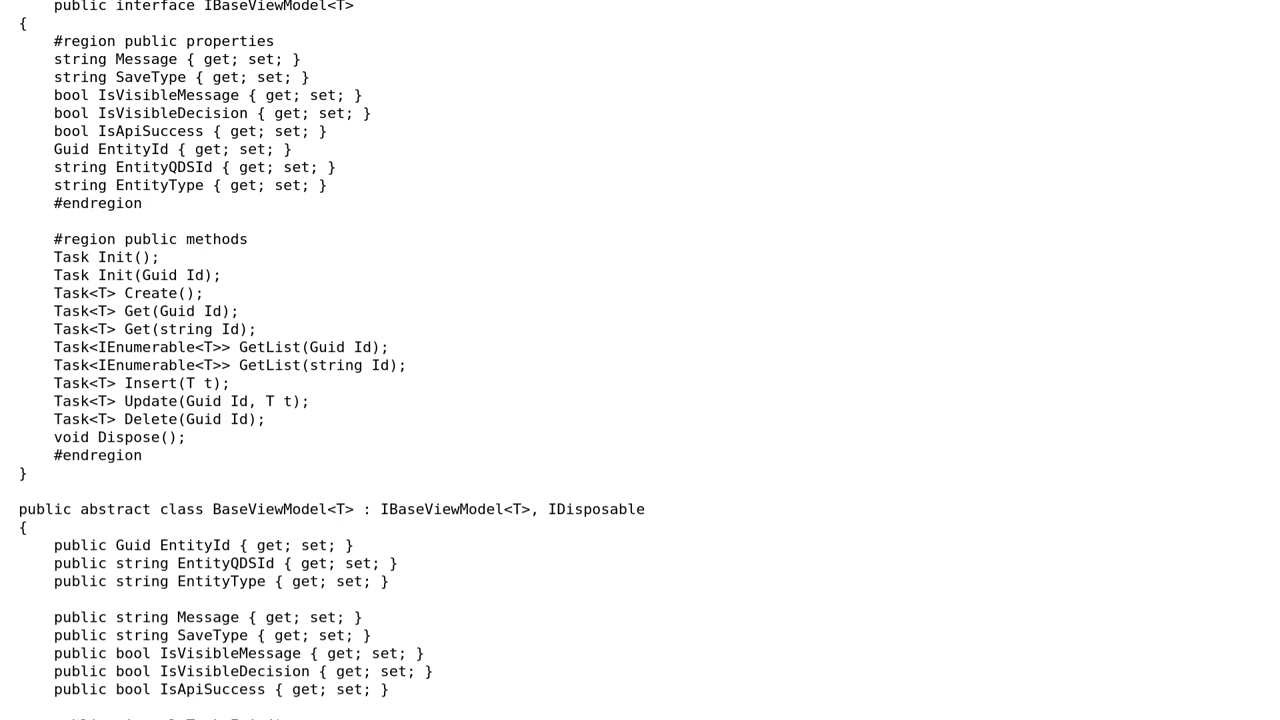 public interface IBaseViewModel<T>
{
    #region public properties
    string Message { get; set; }
    string SaveType { get; set; }
    bool IsVisibleMessage { get; set; }
    bool IsVisibleDecision { get; set; }
    bool IsApiSuccess { get; set; }
    Guid EntityId { get; set; }
    string EntityQDSId { get; set; }
    string EntityType { get; set; }
    #endregion

    #region public methods
    Task Init();
    Task Init(Guid Id);
    Task<T> Create();
    Task<T> Get(Guid Id);
    Task<T> Get(string Id);
    Task<IEnumerable<T>> GetList(Guid Id);
    Task<IEnumerable<T>> GetList(string Id);
    Task<T> Insert(T t);
    Task<T> Update(Guid Id, T t);
    Task<T> Delete(Guid Id);
    void Dispose();
    #endregion
}

public abstract class BaseViewModel<T> : IBaseViewModel<T>, IDisposable
{
    public Guid EntityId { get; set; }
    public string EntityQDSId { get; set; }
    public string EntityType { get; set; }

    public string Message { get; set; }
    public string SaveType { get; set; }
    public bool IsVisibleMessage { get; set; }
    public bool IsVisibleDecision { get; set; }
    public bool IsApiSuccess { get; set; }